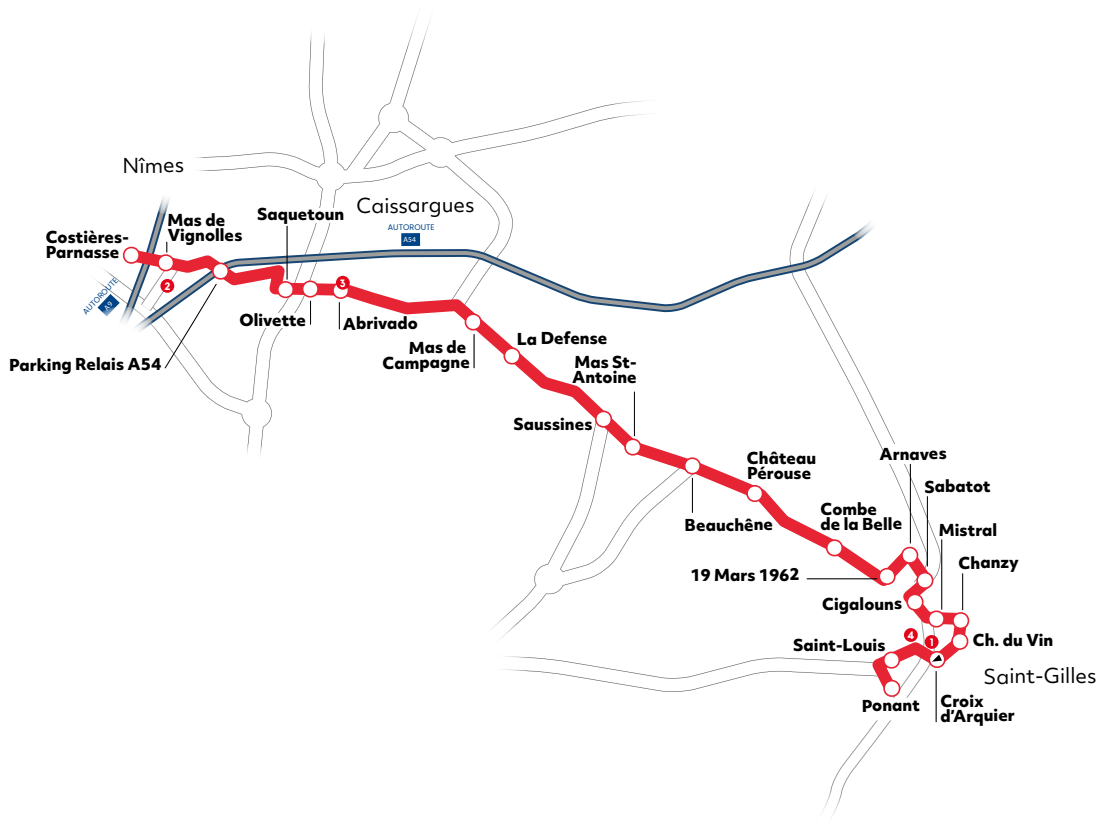 Nîmes
Caissargues
AUTOROUTE
A54
Saquetoun
Mas de
Vignolles
Costières-
Parnasse
AUTOROUTE
A9
2
3
Olivette
Abrivado
Parking Relais A54
Mas de
Campagne
La Defense
Mas St-
Antoine
Saussines
Château
Pérouse
Beauchêne
Combe
de la Belle
Arnaves
Sabatot
Mistral
Chanzy
19 Mars 1962
Cigalouns
4
1
Saint-Louis
Ch. du Vin
Saint-Gilles
Ponant
Croix
d'Arquier